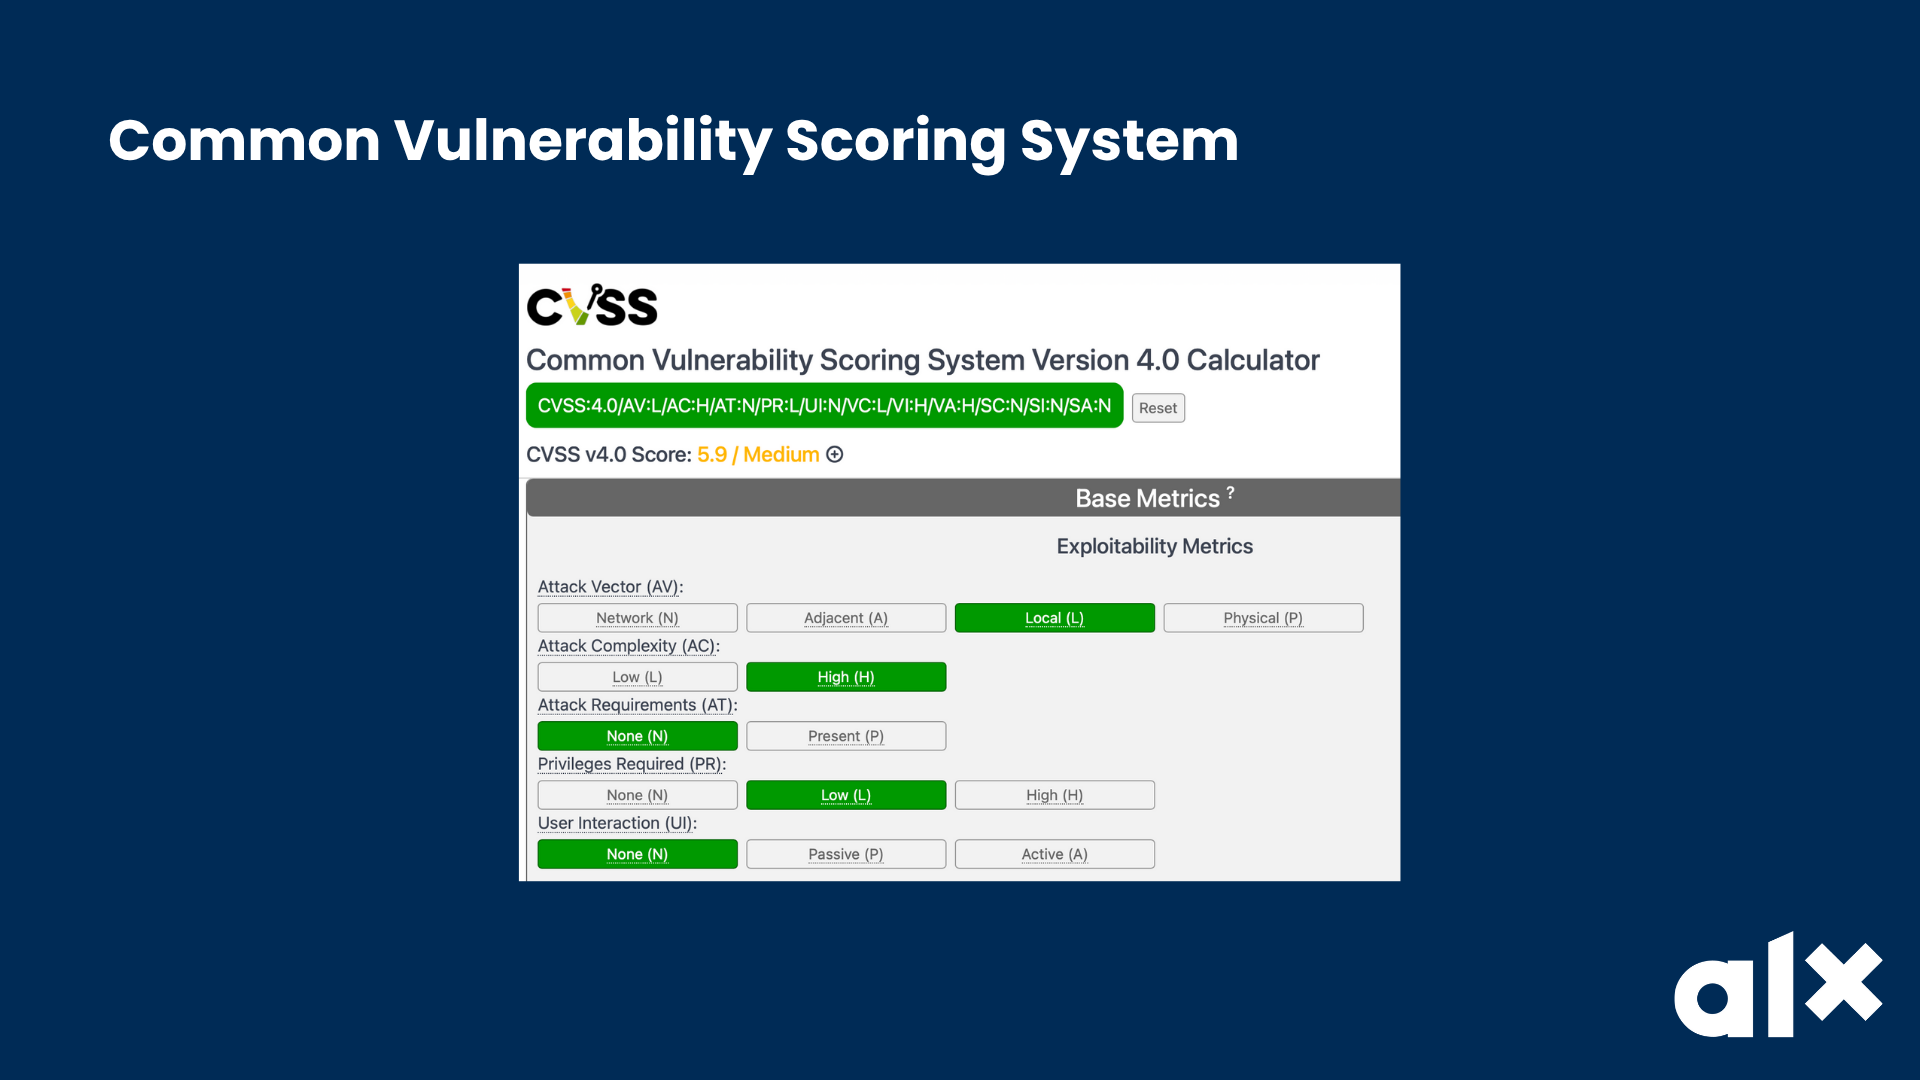 Common Vulnerability Scoring System
CVSS
Common Vulnerability Scoring System Version 4.0 Calculator
CVSS:4.0/AV:L/AC:H/AT:N/PR:L/UI:N/VC:L/VI:H/VA:H/SC:N/SI:N/SA:N Reset
CVSS v4.0 Score: 5.9 / Medium ⊕
Base Metrics ?
Exploitability Metrics
Attack Vector (AV):
Network (N) Adjacent (A) Local (L) Physical (P)
Attack Complexity (AC):
Low (L) High (H)
Attack Requirements (AT):
None (N) Present (P)
Privileges Required (PR):
None (N) Low (L) High (H)
User Interaction (UI):
None (N) Passive (P) Active (A)
alx